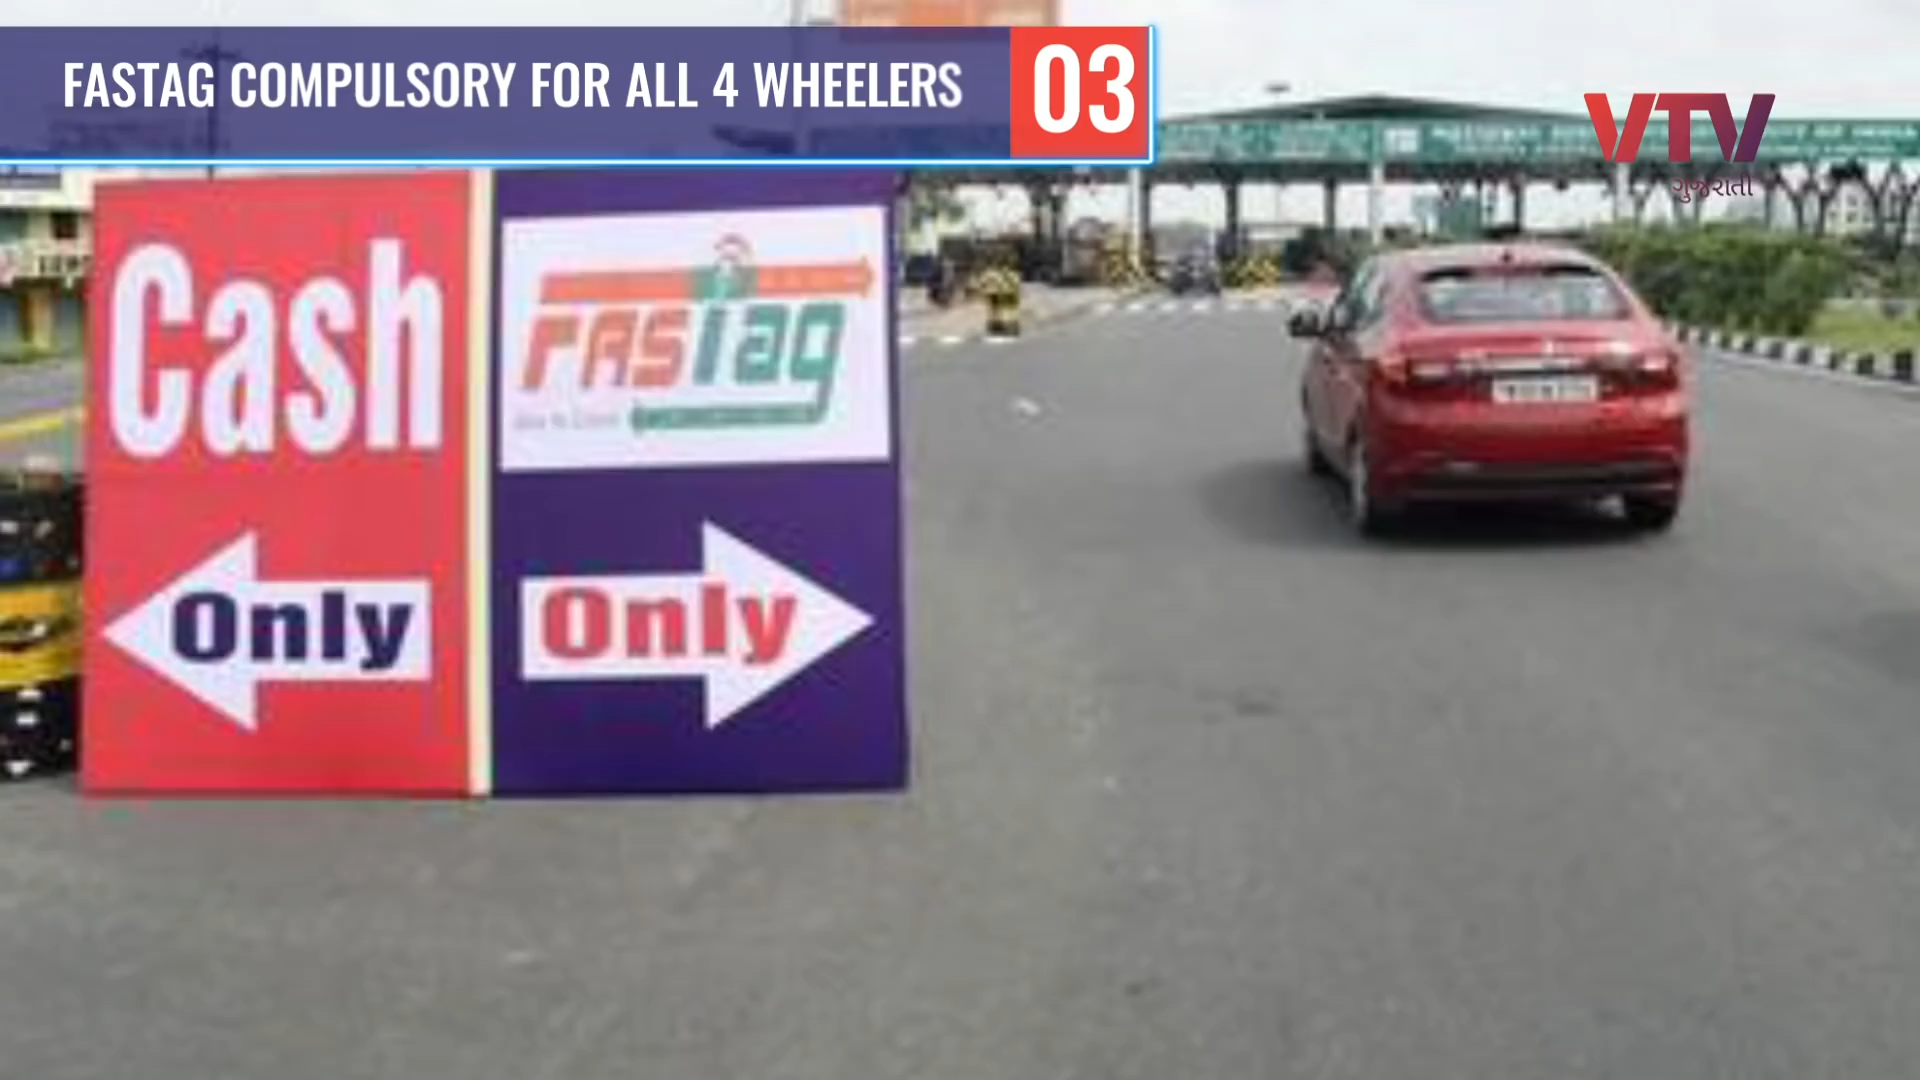 FASTAG COMPULSORY FOR ALL 4 WHEELERS 03
VTV
ગુજરાતી
Cash
FASTag
Only
Only